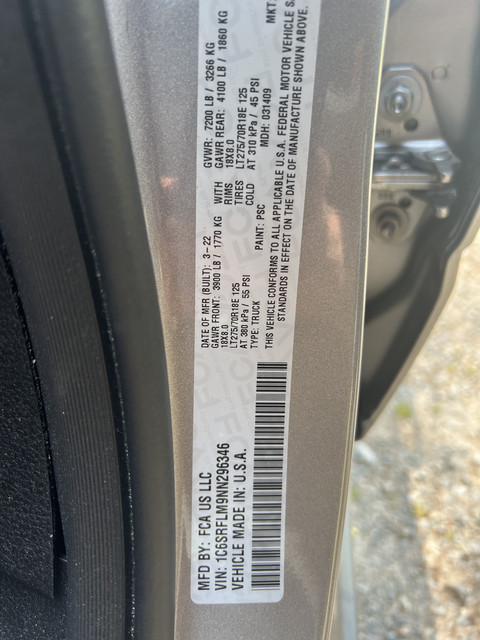 MFD BY: FCA US LLC
VIN: 1C6SRFLM9NN296346
VEHICLE MADE IN: U.S.A.
DATE OF MFR (BUILT): 3-22
GVWR: 7200 LB / 3266 KG
GAWR FRONT: 3900 LB / 1770 KG
WITH
GAWR REAR: 4100 LB / 1860 KG
18X8.0
RIMS
18X8.0
LT275/70R18E 125
TIRES
LT275/70R18E 125
AT 380 kPa / 55 PSI
COLD
AT 310 kPa / 45 PSI
TYPE: TRUCK
PAINT: PSC
MDH: 031409
MKT:
THIS VEHICLE CONFORMS TO ALL APPLICABLE U.S.A. FEDERAL MOTOR VEHICLE
STANDARDS IN EFFECT ON THE DATE OF MANUFACTURE SHOWN ABOVE.